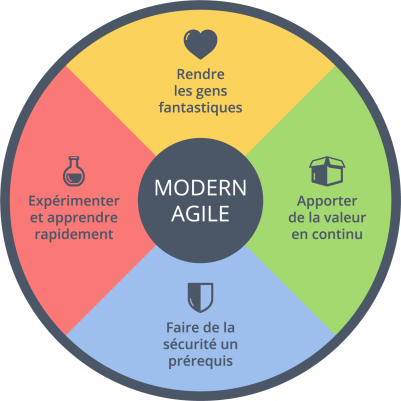 Rendre
les gens
fantastiques
Expérimenter
et apprendre
rapidement
MODERN
AGILE
Apporter
de la valeur
en continu
Faire de la
sécurité un
prérequis